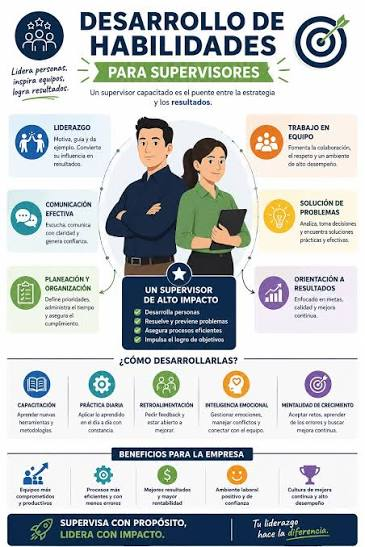 DESARROLLO DE
HABILIDADES
PARA SUPERVISORES
Lidera personas,
inspira equipos,
logra resultados.
Un supervisor capacitado es el puente entre la estrategia
y los resultados.
LIDERAZGO
Motiva, guía y da
ejemplo. Convierte
su influencia en
resultados.
TRABAJO EN
EQUIPO
Fomenta la colaboración,
el respeto y un ambiente
de alto desempeño.
COMUNICACIÓN
EFECTIVA
Escucha, comunica
con claridad y
genera confianza.
SOLUCIÓN DE
PROBLEMAS
Analiza, toma decisiones
y encuentra soluciones
prácticas y efectivas.
PLANEACIÓN Y
ORGANIZACIÓN
Define prioridades,
administra el tiempo
y asegura el
cumplimiento.
ORIENTACIÓN A
RESULTADOS
Enfocado en metas,
calidad y mejora
continua.
UN SUPERVISOR
DE ALTO IMPACTO
Desarrolla personas
Resuelve y previene problemas
Asegura procesos eficientes
Impulsa el logro de objetivos
¿CÓMO DESARROLLARLAS?
CAPACITACIÓN
Aprender nuevas
herramientas y
metodologías.
PRÁCTICA DIARIA
Aplicar lo aprendido en
el día a día con
constancia.
RETROALIMENTACIÓN
Pedir feedback y
estar abierto a
mejorar.
INTELIGENCIA EMOCIONAL
Gestionar emociones,
manejar conflictos y
conectar con el equipo.
MENTALIDAD DE CRECIMIENTO
Aceptar retos, aprender
de los errores y buscar
mejora continua.
BENEFICIOS PARA LA EMPRESA
Equipos más
comprometidos
y productivos
Procesos más
eficientes y con
menos errores
Mejores resultados
y mayor
rentabilidad
Ambiente laboral
positivo y de
confianza
Cultura de mejora
continua y alto
desempeño
SUPERVISA CON PROPÓSITO,
LIDERA CON IMPACTO.
Tu liderazgo
hace la diferencia.